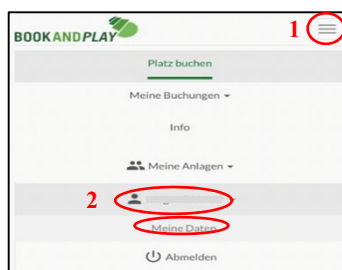 1
BOOKANDPLAY
Platz buchen
Meine Buchungen
Info
Meine Anlagen
2
Meine Daten
Abmelden